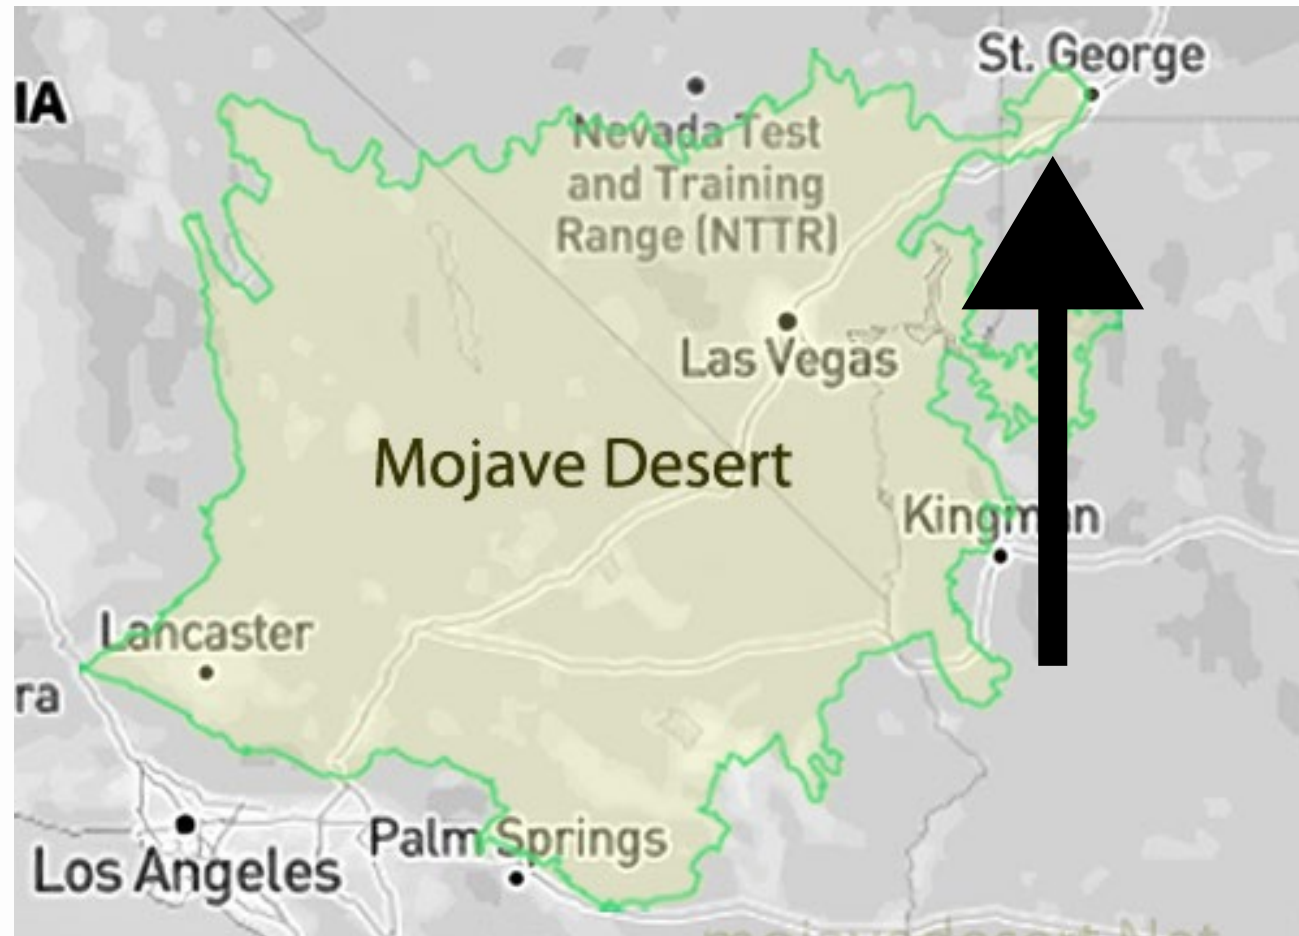 St. George
IA
Nevada Test
and Training
Range (NTTR)
Las Vegas
Mojave Desert
Kingman
Lancaster
ra
Palm Springs
Los Angeles